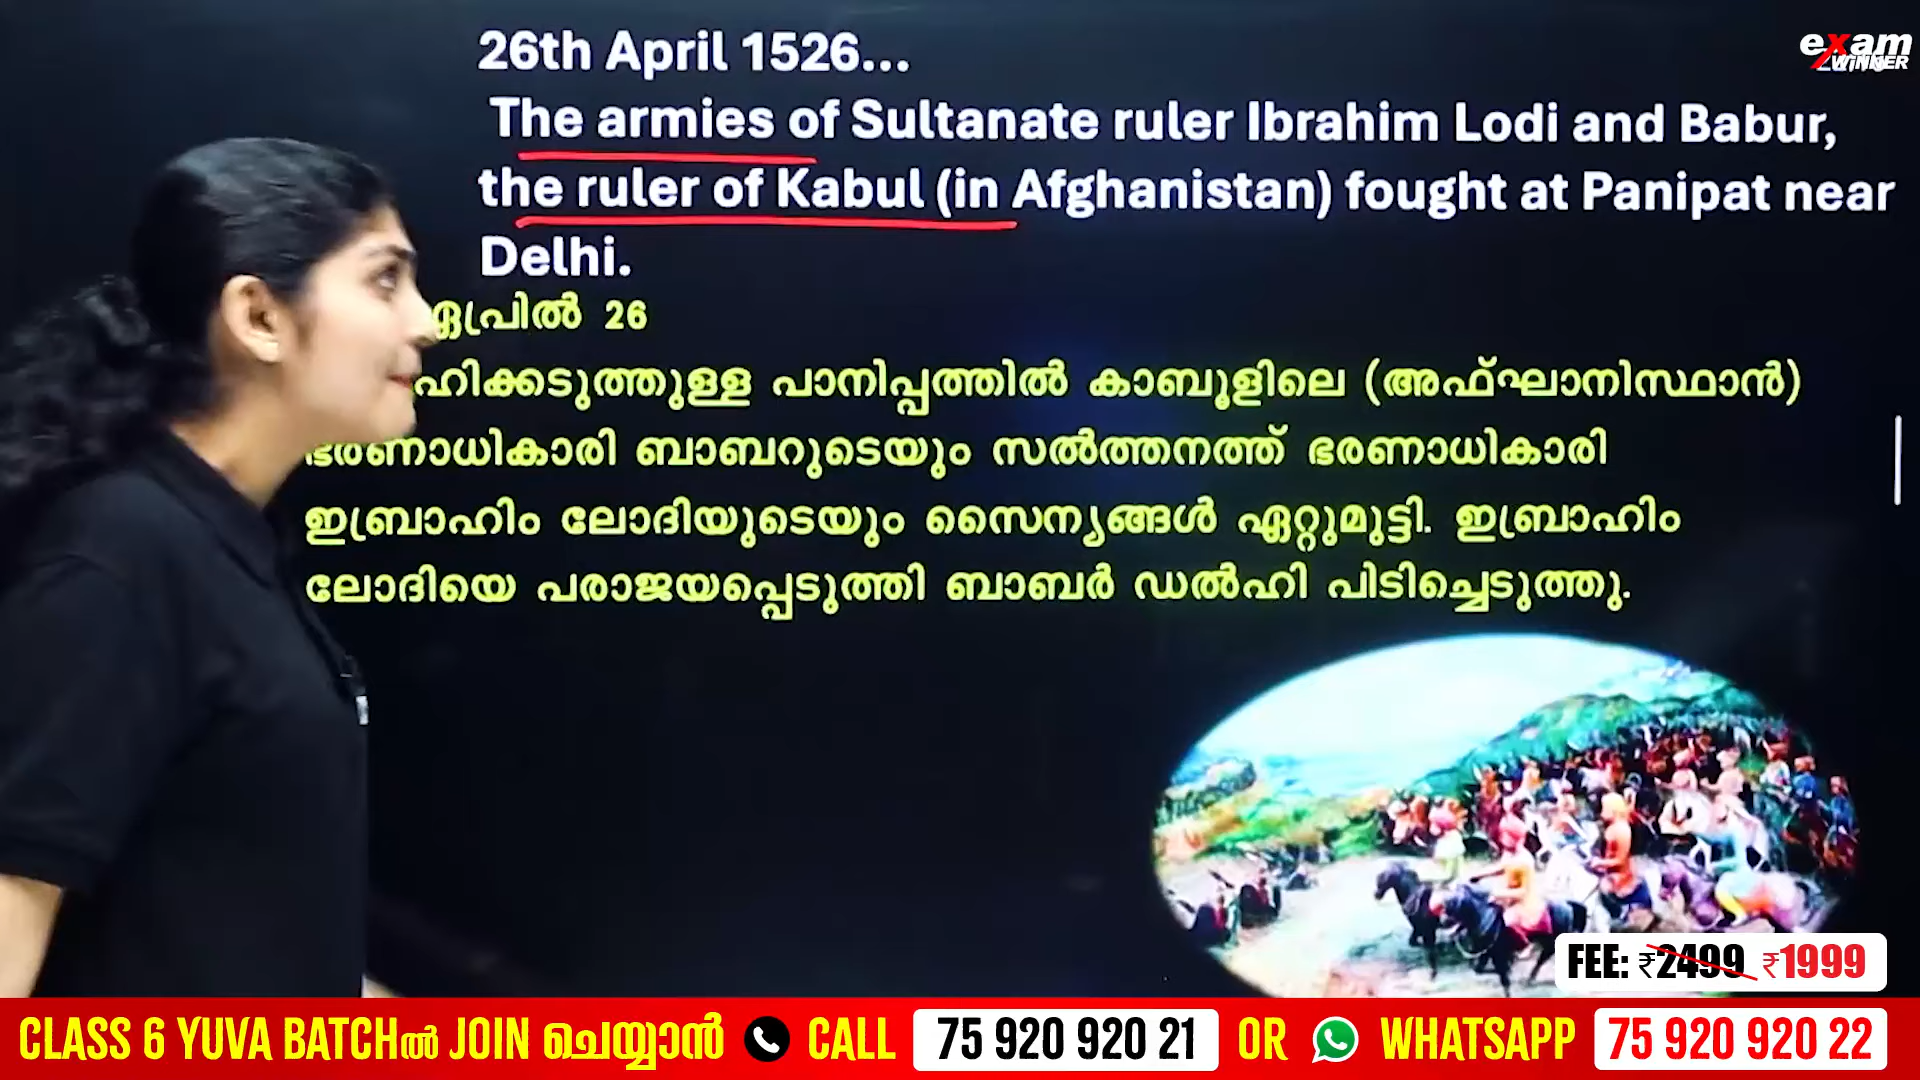 26th April 1526...
The armies of Sultanate ruler Ibrahim Lodi and Babur,
the ruler of Kabul (in Afghanistan) fought at Panipat near
Delhi.
ഏപ്രിൽ 26
ഹിക്കടുത്തുള്ള പാനിപ്പത്തിൽ കാബൂളിലെ (അഫ്ഘാനിസ്ഥാൻ)
ഭരണാധികാരി ബാബറുടെയും സൽത്തനത്ത് ഭരണാധികാരി
ഇബ്രാഹിം ലോദിയുടെയും സൈന്യങ്ങൾ ഏറ്റുമുട്ടി. ഇബ്രാഹിം
ലോദിയെ പരാജയപ്പെടുത്തി ബാബർ ഡൽഹി പിടിച്ചെടുത്തു.
exam
WINNER
FEE: ₹2499 ₹1999
CLASS 6 YUVA BATCHൽ JOIN ചെയ്യാൻ CALL 75 920 920 21 OR WHATSAPP 75 920 920 22